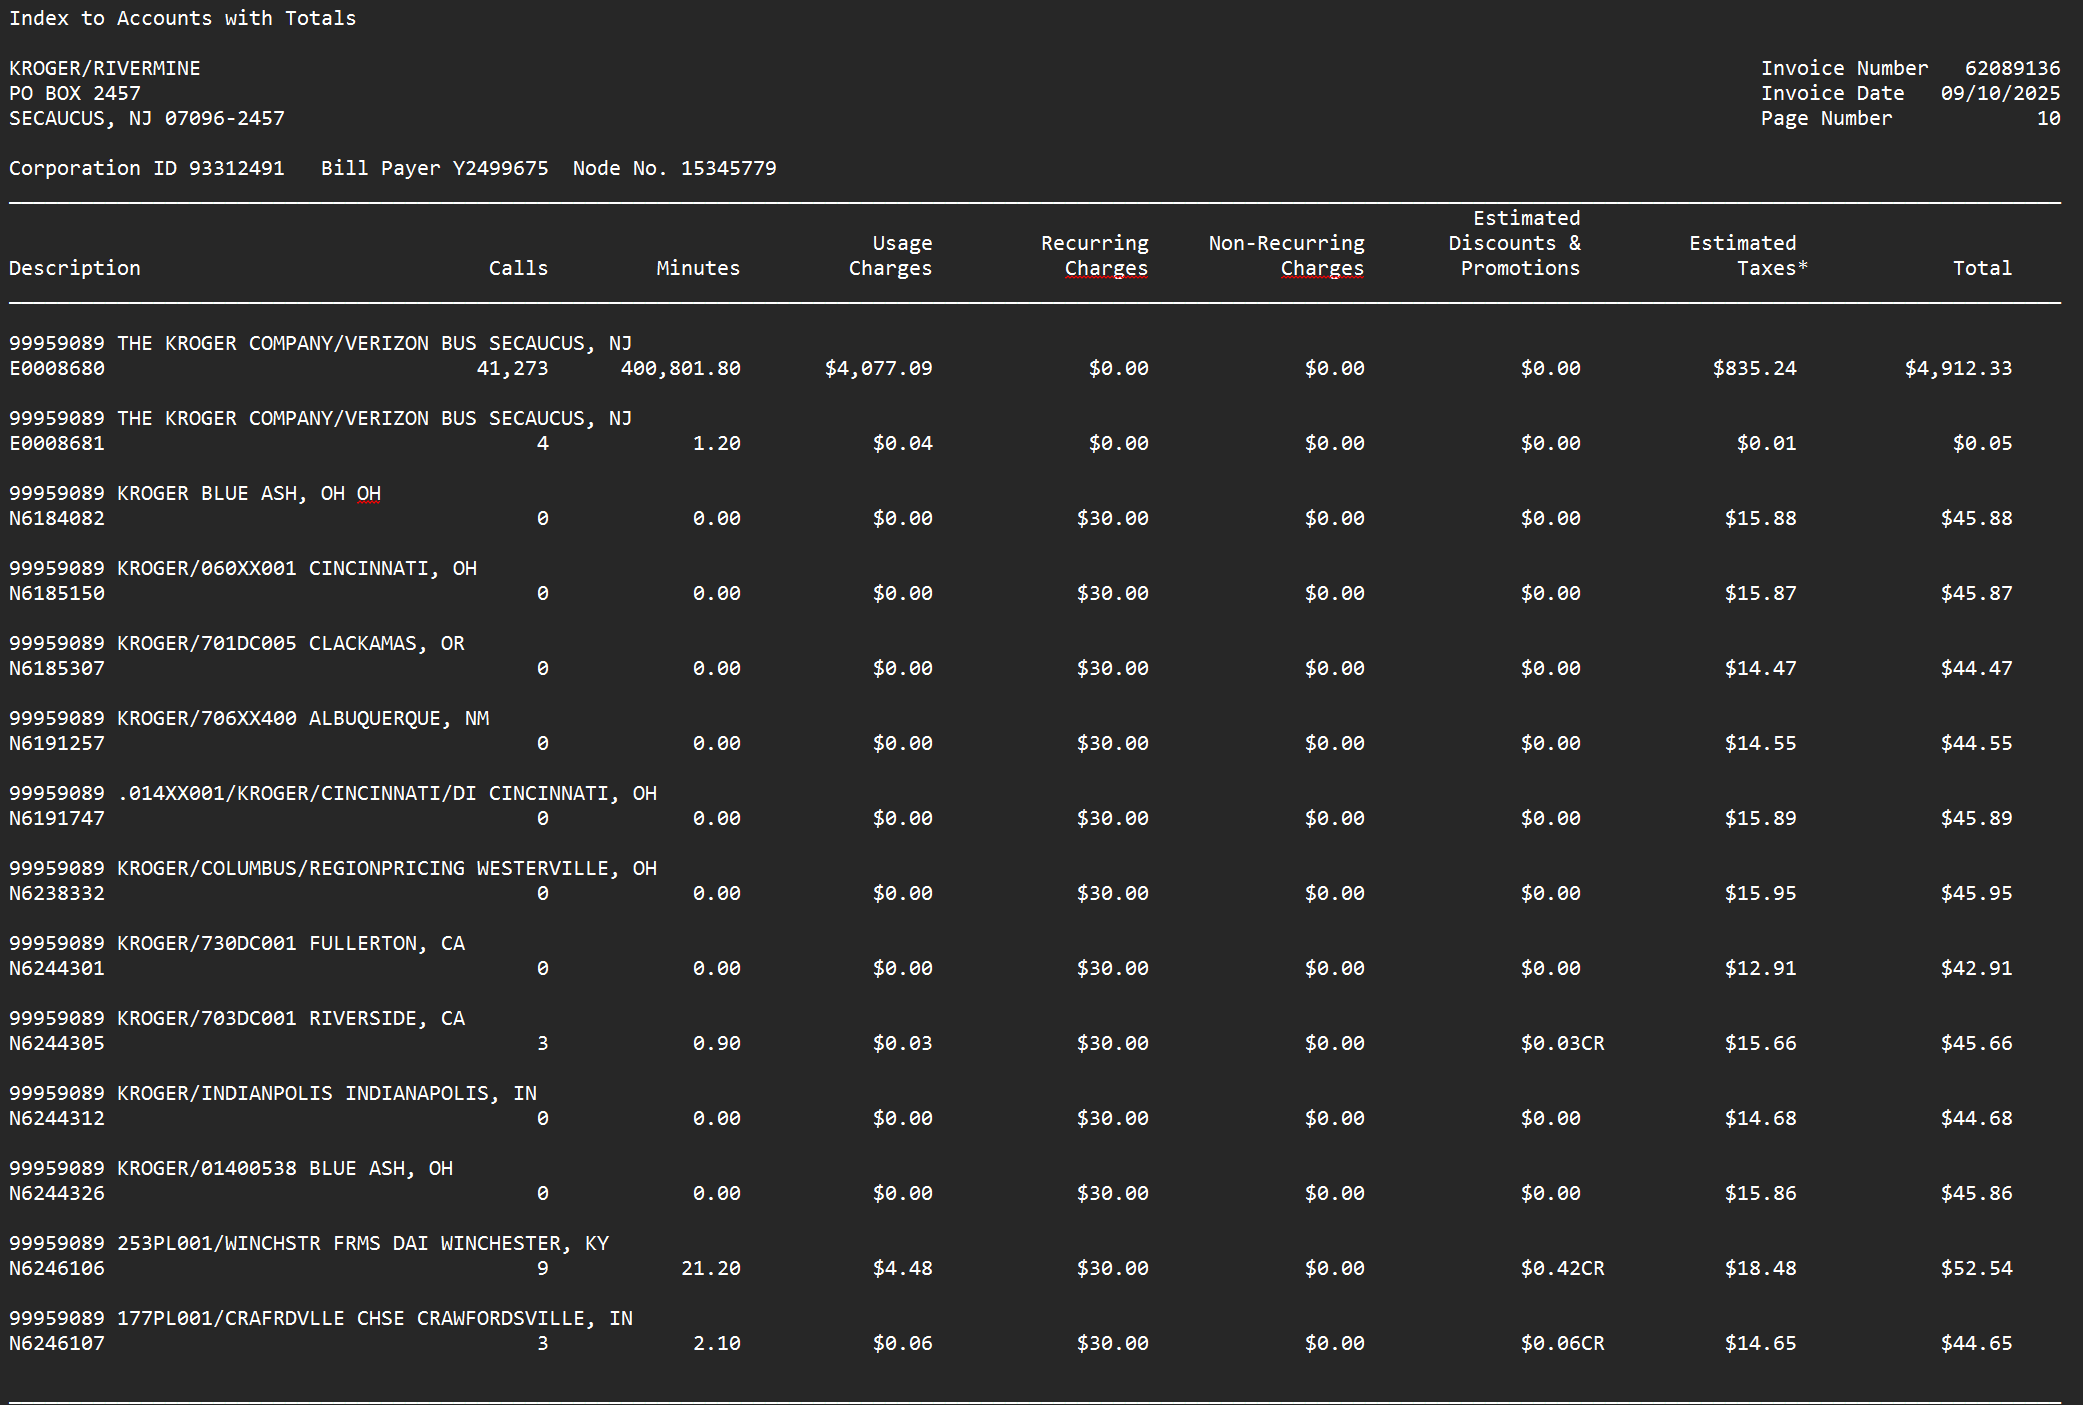 Index to Accounts with Totals
KROGER/RIVERMINE Invoice Number 62089136
PO BOX 2457 Invoice Date 09/10/2025
SECAUCUS, NJ 07096-2457 Page Number 10
Corporation ID 93312491 Bill Payer Y2499675 Node No. 15345779
Estimated
Usage Recurring Non-Recurring Discounts & Estimated
Description Calls Minutes Charges Charges Charges Promotions Taxes* Total
99959089 THE KROGER COMPANY/VERIZON BUS SECAUCUS, NJ
E0008680 41,273 400,801.80 $4,077.09 $0.00 $0.00 $0.00 $835.24 $4,912.33
99959089 THE KROGER COMPANY/VERIZON BUS SECAUCUS, NJ
E0008681 4 1.20 $0.04 $0.00 $0.00 $0.00 $0.01 $0.05
99959089 KROGER BLUE ASH, OH OH
N6184082 0 0.00 $0.00 $30.00 $0.00 $0.00 $15.88 $45.88
99959089 KROGER/060XX001 CINCINNATI, OH
N6185150 0 0.00 $0.00 $30.00 $0.00 $0.00 $15.87 $45.87
99959089 KROGER/701DC005 CLACKAMAS, OR
N6185307 0 0.00 $0.00 $30.00 $0.00 $0.00 $14.47 $44.47
99959089 KROGER/706XX400 ALBUQUERQUE, NM
N6191257 0 0.00 $0.00 $30.00 $0.00 $0.00 $14.55 $44.55
99959089 .014XX001/KROGER/CINCINNATI/DI CINCINNATI, OH
N6191747 0 0.00 $0.00 $30.00 $0.00 $0.00 $15.89 $45.89
99959089 KROGER/COLUMBUS/REGIONPRICING WESTERVILLE, OH
N6238332 0 0.00 $0.00 $30.00 $0.00 $0.00 $15.95 $45.95
99959089 KROGER/730DC001 FULLERTON, CA
N6244301 0 0.00 $0.00 $30.00 $0.00 $0.00 $12.91 $42.91
99959089 KROGER/703DC001 RIVERSIDE, CA
N6244305 3 0.90 $0.03 $30.00 $0.00 $0.03CR $15.66 $45.66
99959089 KROGER/INDIANPOLIS INDIANAPOLIS, IN
N6244312 0 0.00 $0.00 $30.00 $0.00 $0.00 $14.68 $44.68
99959089 KROGER/01400538 BLUE ASH, OH
N6244326 0 0.00 $0.00 $30.00 $0.00 $0.00 $15.86 $45.86
99959089 253PL001/WINCHSTR FRMS DAI WINCHESTER, KY
N6246106 9 21.20 $4.48 $30.00 $0.00 $0.42CR $18.48 $52.54
99959089 177PL001/CRAFRDVLLE CHSE CRAWFORDSVILLE, IN
N6246107 3 2.10 $0.06 $30.00 $0.00 $0.06CR $14.65 $44.65